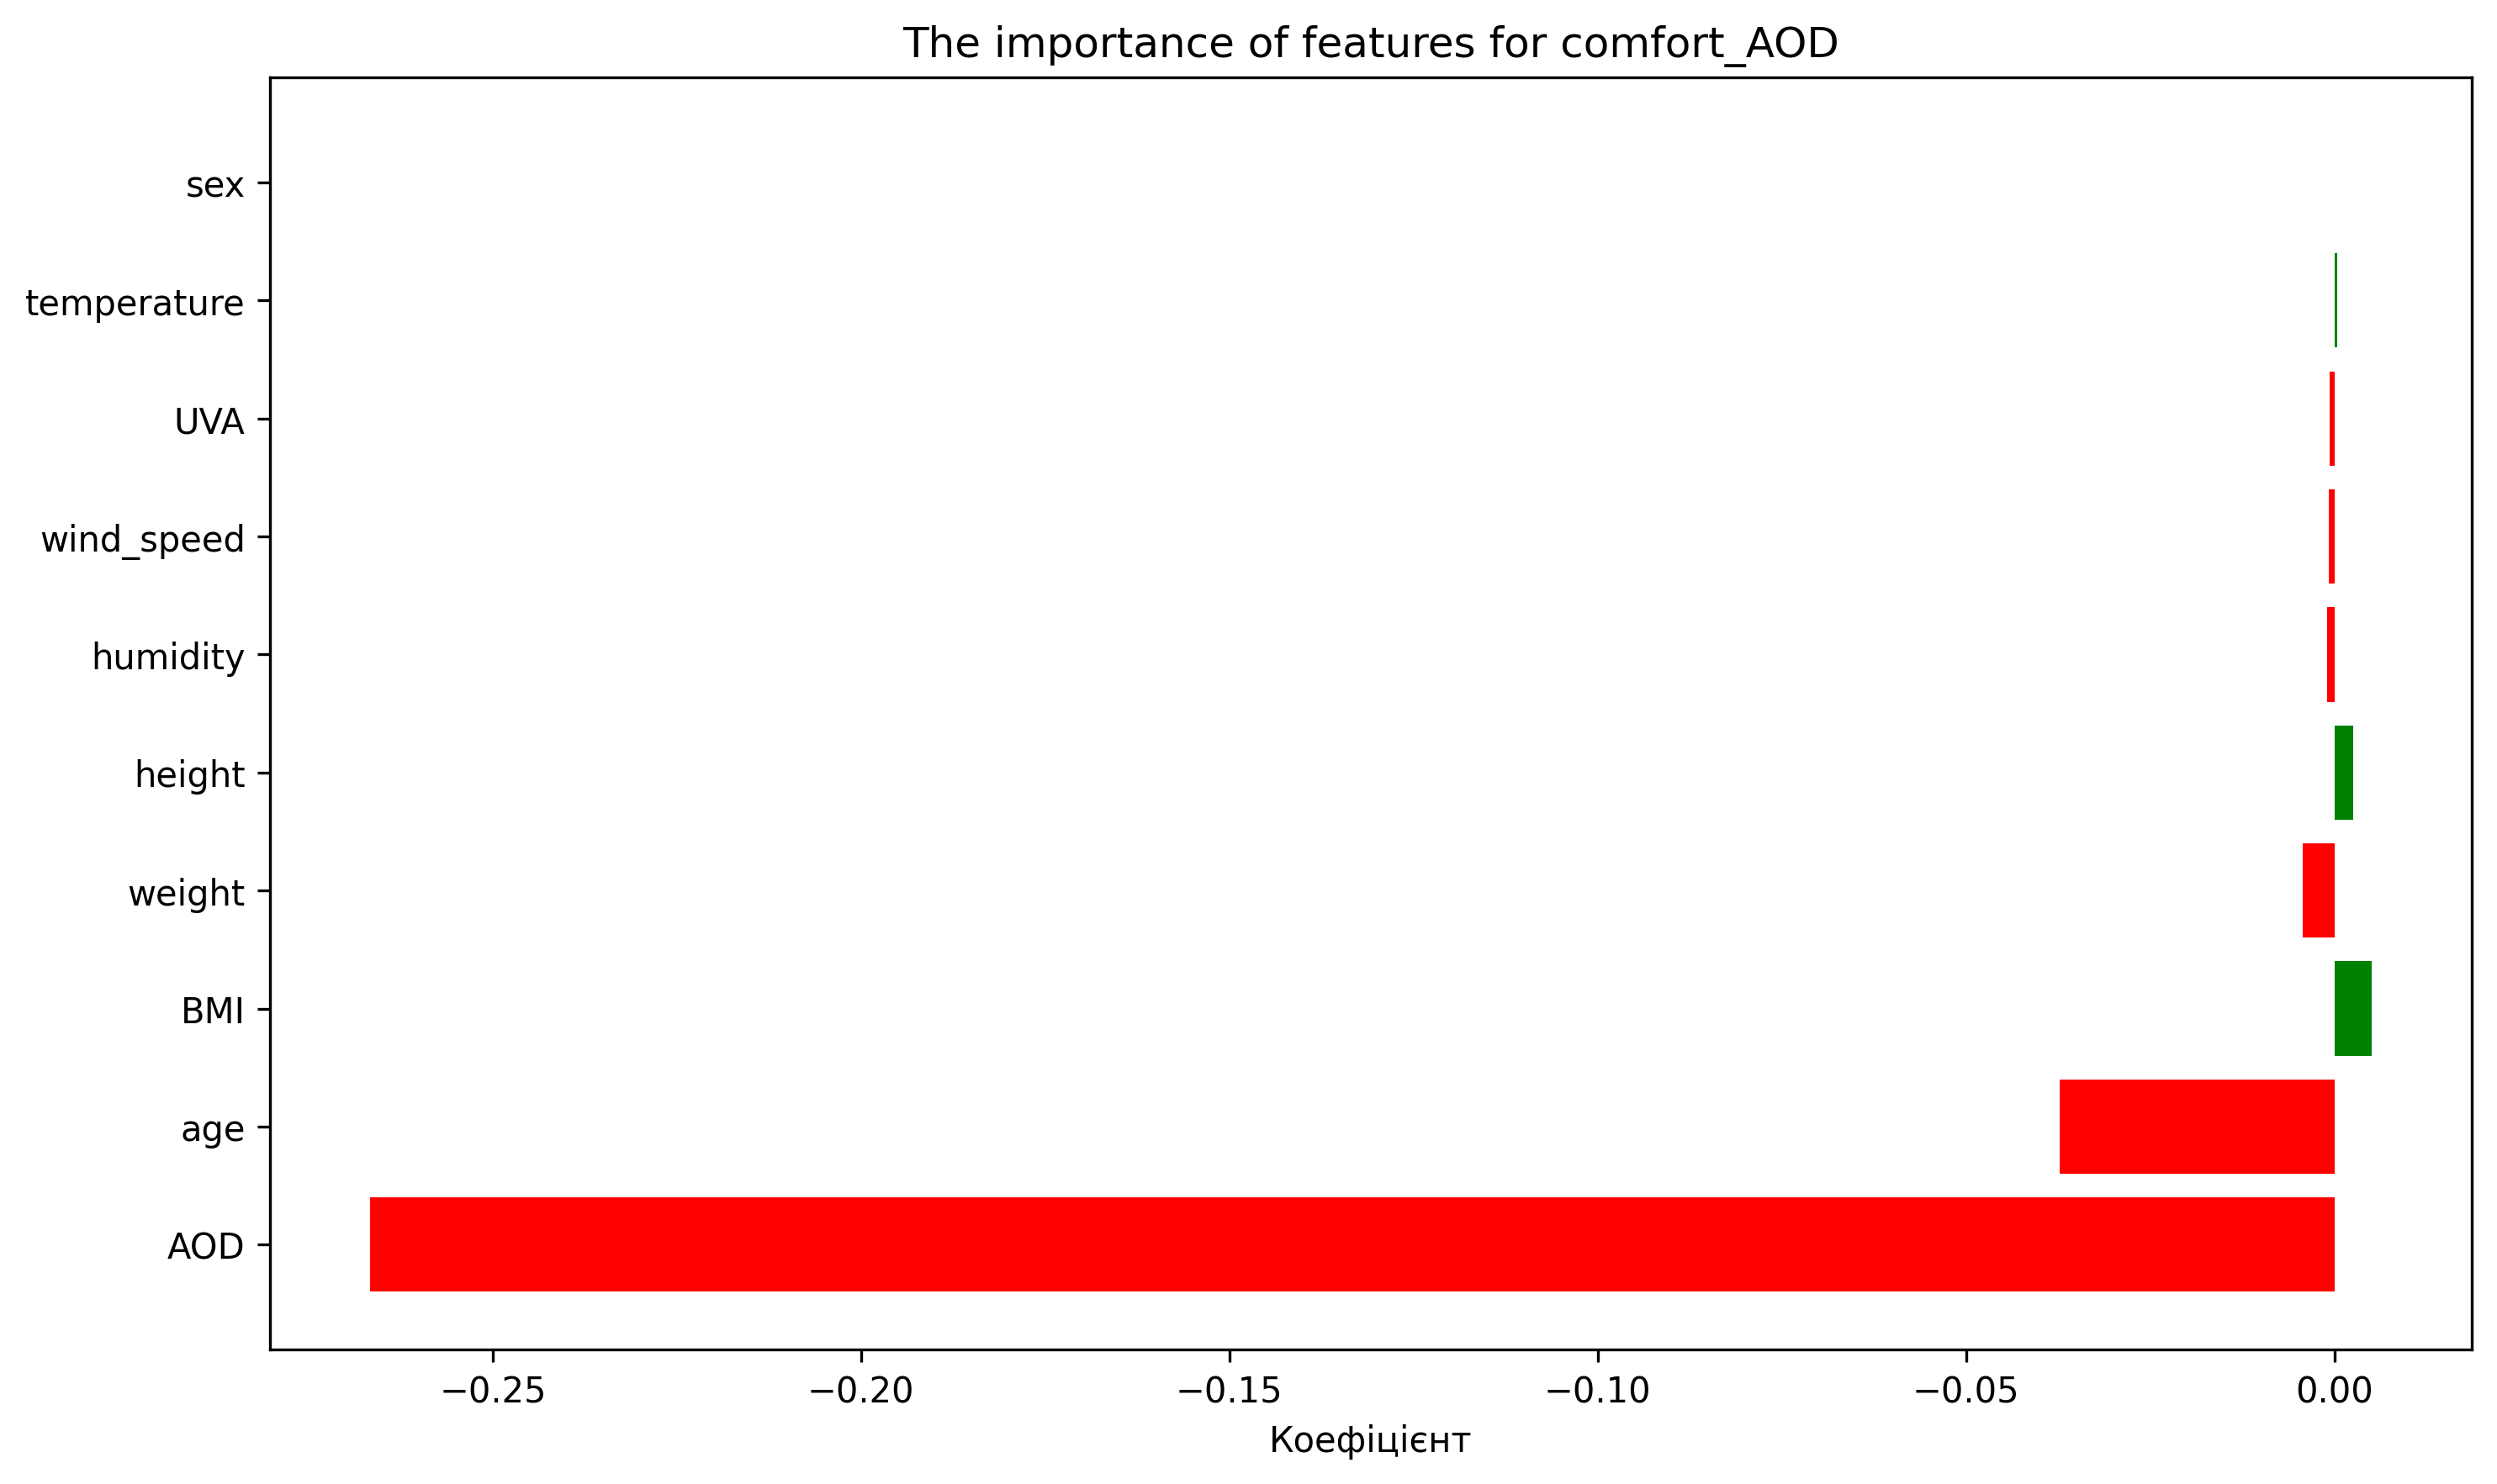 The importance of features for comfort_AOD
sex
temperature
UVA
wind_speed
humidity
height
weight
BMI
age
AOD
−0.25 −0.20 −0.15 −0.10 −0.05 0.00
Коефіцієнт